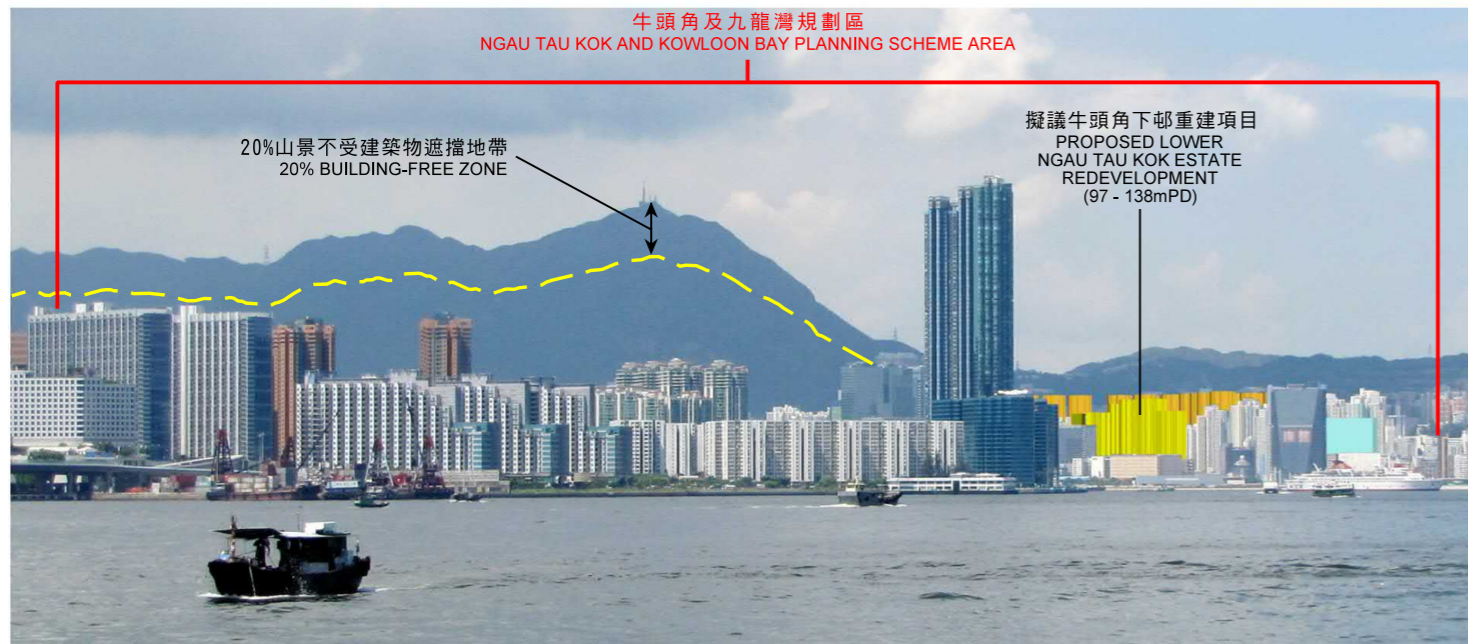 牛頭角及九龍灣規劃區
NGAU TAU KOK AND KOWLOON BAY PLANNING SCHEME AREA
20%山景不受建築物遮擋地帶
20% BUILDING-FREE ZONE
擬議牛頭角下邨重建項目
PROPOSED LOWER
NGAU TAU KOK ESTATE
REDEVELOPMENT
(97 - 138mPD)